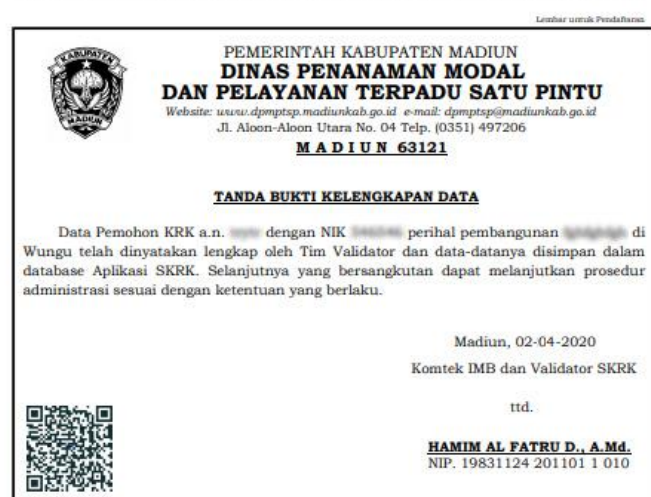 Lembar untuk Pendaftaran
KABUPATEN
MADIUN
PEMERINTAH KABUPATEN MADIUN
DINAS PENANAMAN MODAL
DAN PELAYANAN TERPADU SATU PINTU
Website: www.dpmptsp.madiunkab.go.id e-mail: dpmptsp@madiunkab.go.id
Jl. Aloon-Aloon Utara No. 04 Telp. (0351) 497206
M A D I U N 63121
TANDA BUKTI KELENGKAPAN DATA
Data Pemohon KRK a.n. dengan NIK perihal pembangunan di
Wungu telah dinyatakan lengkap oleh Tim Validator dan data-datanya disimpan dalam
database Aplikasi SKRK. Selanjutnya yang bersangkutan dapat melanjutkan prosedur
administrasi sesuai dengan ketentuan yang berlaku.
Madiun, 02-04-2020
Komtek IMB dan Validator SKRK
ttd.
HAMIM AL FATRU D., A.Md.
NIP. 19831124 201101 1 010